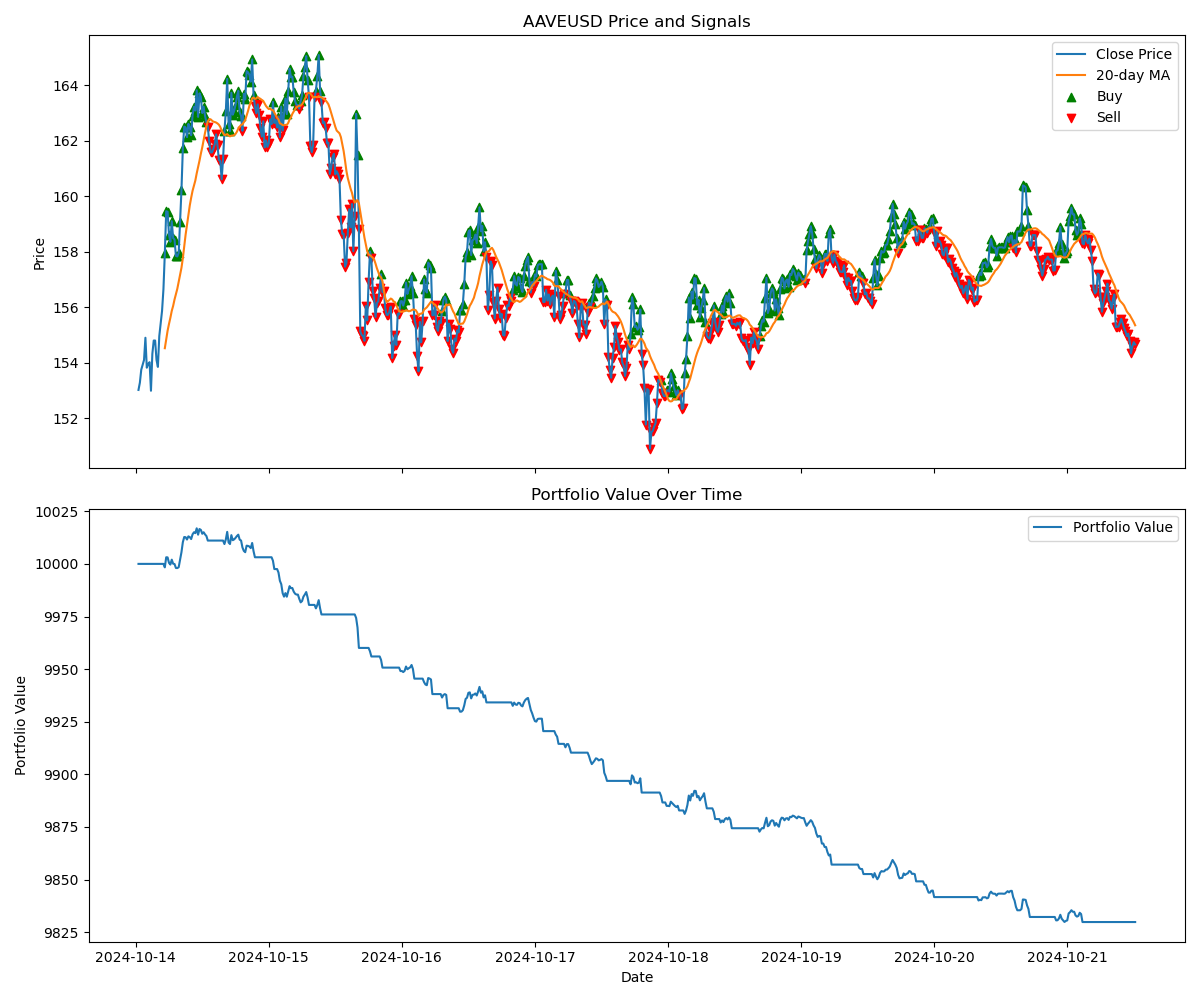 AAVEUSD Price and Signals
Close Price
20-day MA
Buy
Sell
164
162
160
158
156
154
152
Price
Portfolio Value Over Time
Portfolio Value
10025
10000
9975
9950
9925
9900
9875
9850
9825
Portfolio Value
2024-10-14
2024-10-15
2024-10-16
2024-10-17
2024-10-18
2024-10-19
2024-10-20
2024-10-21
Date